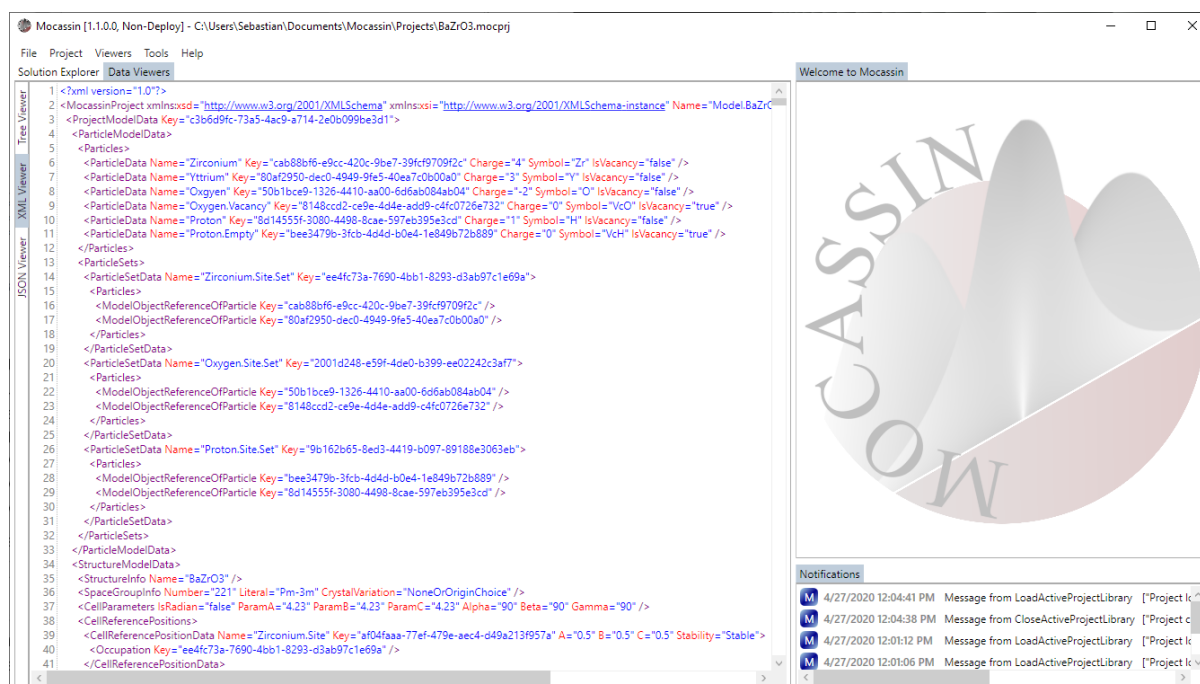 Mocassin [1.1.0.0, Non-Deploy] - C:\Users\Sebastian\Documents\Mocassin\Projects\BaZrO3.mocprj
File Project Viewers Tools Help
Solution Explorer Data Viewers
Tree Viewer
XML Viewer
JSON Viewer
1 <?xml version="1.0"?>
2 <MocassinProject xmlns:xsd="http://www.w3.org/2001/XMLSchema" xmlns:xsi="http://www.w3.org/2001/XMLSchema-instance" Name="Model.BaZrO
3 <ProjectModelData Key="c3b6d9fc-73a5-4ac9-a714-2e0b099be3d1">
4 <ParticleModelData>
5 <Particles>
6 <ParticleData Name="Zirconium" Key="cab88bf6-e9cc-420c-9be7-39fcf9709f2c" Charge="4" Symbol="Zr" IsVacancy="false" />
7 <ParticleData Name="Yttrium" Key="80af2950-dec0-4949-9fe5-40ea7c0b00a0" Charge="3" Symbol="Y" IsVacancy="false" />
8 <ParticleData Name="Oxgyen" Key="50b1bce9-1326-4410-aa00-6d6ab084ab04" Charge="-2" Symbol="O" IsVacancy="false" />
9 <ParticleData Name="Oxygen.Vacancy" Key="8148ccd2-ce9e-4d4e-add9-c4fc0726e732" Charge="0" Symbol="VcO" IsVacancy="true" />
10 <ParticleData Name="Proton" Key="8d14555f-3080-4498-8cae-597eb395e3cd" Charge="1" Symbol="H" IsVacancy="false" />
11 <ParticleData Name="Proton.Empty" Key="bee3479b-3fcb-4d4d-b0e4-1e849b72b889" Charge="0" Symbol="VcH" IsVacancy="true" />
12 </Particles>
13 <ParticleSets>
14 <ParticleSetData Name="Zirconium.Site.Set" Key="ee4fc73a-7690-4bb1-8293-d3ab97c1e69a">
15 <Particles>
16 <ModelObjectReferenceOfParticle Key="cab88bf6-e9cc-420c-9be7-39fcf9709f2c" />
17 <ModelObjectReferenceOfParticle Key="80af2950-dec0-4949-9fe5-40ea7c0b00a0" />
18 </Particles>
19 </ParticleSetData>
20 <ParticleSetData Name="Oxygen.Site.Set" Key="2001d248-e59f-4de0-b399-ee02242c3af7">
21 <Particles>
22 <ModelObjectReferenceOfParticle Key="50b1bce9-1326-4410-aa00-6d6ab084ab04" />
23 <ModelObjectReferenceOfParticle Key="8148ccd2-ce9e-4d4e-add9-c4fc0726e732" />
24 </Particles>
25 </ParticleSetData>
26 <ParticleSetData Name="Proton.Site.Set" Key="9b162b65-8ed3-4419-b097-89188e3063eb">
27 <Particles>
28 <ModelObjectReferenceOfParticle Key="bee3479b-3fcb-4d4d-b0e4-1e849b72b889" />
29 <ModelObjectReferenceOfParticle Key="8d14555f-3080-4498-8cae-597eb395e3cd" />
30 </Particles>
31 </ParticleSetData>
32 </ParticleSets>
33 </ParticleModelData>
34 <StructureModelData>
35 <StructureInfo Name="BaZrO3" />
36 <SpaceGroupInfo Number="221" Literal="Pm-3m" CrystalVariation="NoneOrOriginChoice" />
37 <CellParameters IsRadian="false" ParamA="4.23" ParamB="4.23" ParamC="4.23" Alpha="90" Beta="90" Gamma="90" />
38 <CellReferencePositions>
39 <CellReferencePositionData Name="Zirconium.Site" Key="af04faaa-77ef-479e-aec4-d49a213f957a" A="0.5" B="0.5" C="0.5" Stability="Stable">
40 <Occupation Key="ee4fc73a-7690-4bb1-8293-d3ab97c1e69a" />
41 </CellReferencePositionData>
Welcome to Mocassin
MOCASSIN
Notifications
M 4/27/2020 12:04:41 PM Message from LoadActiveProjectLibrary ["Project lo
M 4/27/2020 12:04:38 PM Message from CloseActiveProjectLibrary ["Project c
M 4/27/2020 12:01:12 PM Message from LoadActiveProjectLibrary ["Project lo
M 4/27/2020 12:01:06 PM Message from LoadActiveProjectLibrary ["Project lo